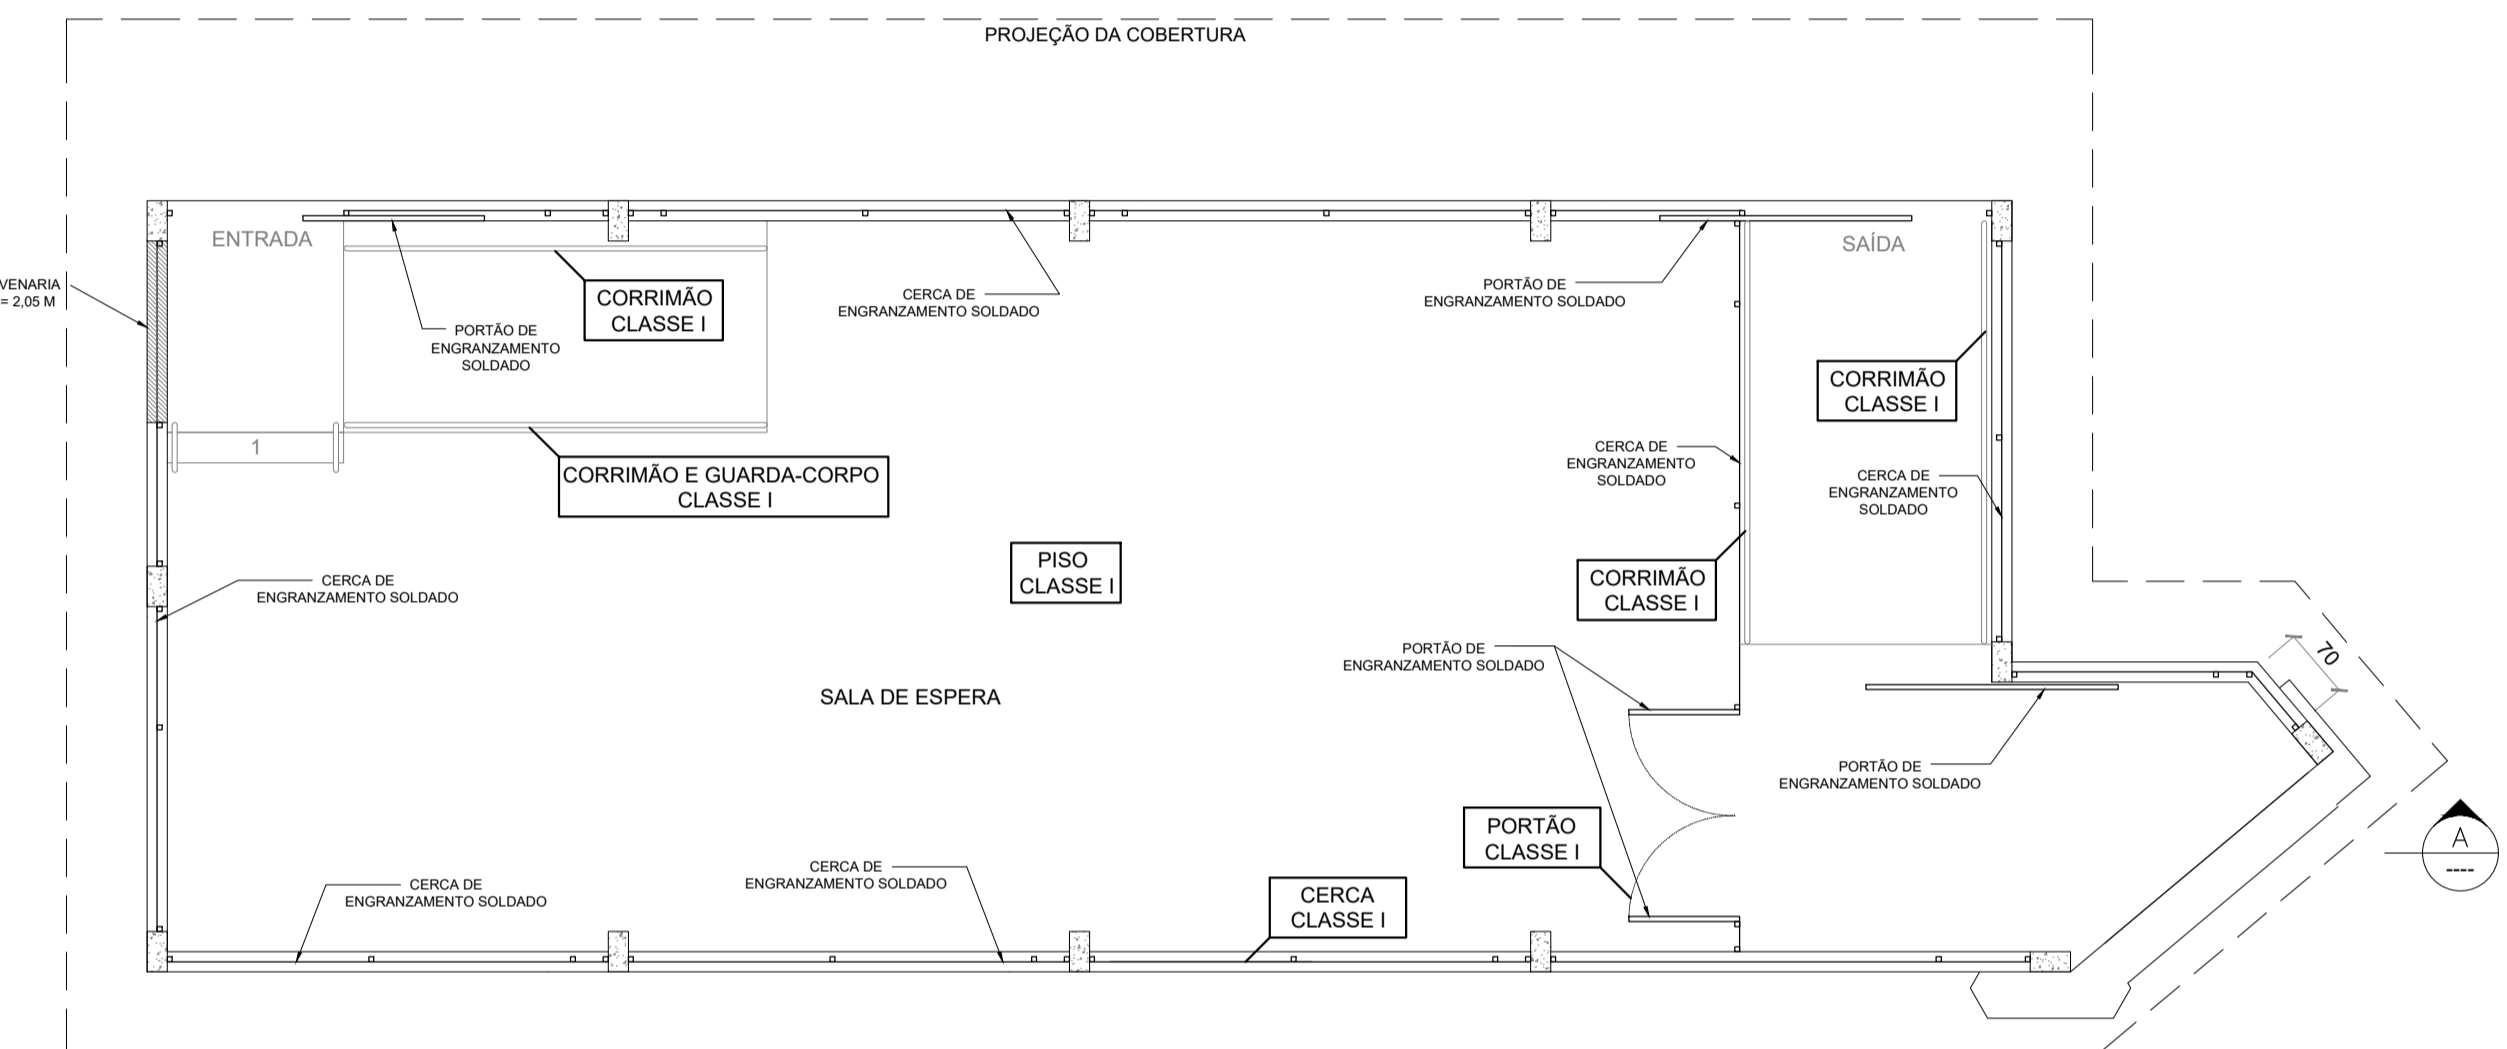 PROJEÇÃO DA COBERTURA
ENTRADA
SAÍDA
VENARIA
= 2,05 M
CORRIMÃO
CLASSE I
PORTÃO DE
ENGRANZAMENTO
SOLDADO
CERCA DE
ENGRANZAMENTO SOLDADO
PORTÃO DE
ENGRANZAMENTO SOLDADO
CORRIMÃO
CLASSE I
1
CORRIMÃO E GUARDA-CORPO
CLASSE I
CERCA DE
ENGRANZAMENTO
SOLDADO
CERCA DE
ENGRANZAMENTO
SOLDADO
PISO
CLASSE I
CORRIMÃO
CLASSE I
CERCA DE
ENGRANZAMENTO SOLDADO
PORTÃO DE
ENGRANZAMENTO SOLDADO
70
SALA DE ESPERA
PORTÃO DE
ENGRANZAMENTO SOLDADO
PORTÃO
CLASSE I
A
----
CERCA DE
ENGRANZAMENTO SOLDADO
CERCA DE
ENGRANZAMENTO SOLDADO
CERCA
CLASSE I